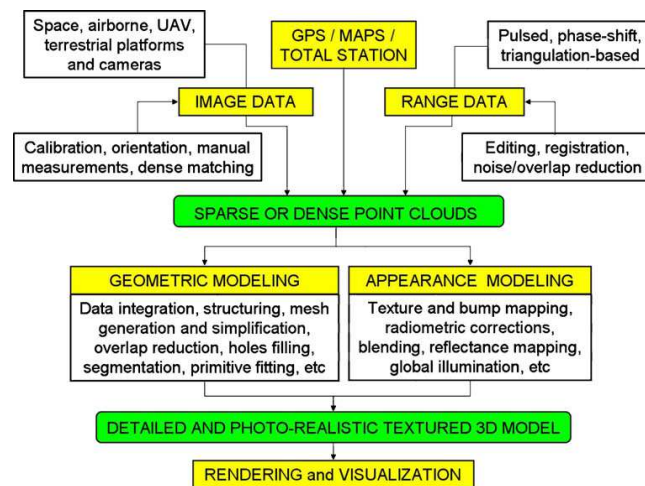 Space, airborne, UAV,
terrestrial platforms
and cameras
GPS / MAPS /
TOTAL STATION
Pulsed, phase-shift,
triangulation-based
IMAGE DATA
RANGE DATA
Calibration, orientation, manual
measurements, dense matching
Editing, registration,
noise/overlap reduction
SPARSE OR DENSE POINT CLOUDS
GEOMETRIC MODELING
Data integration, structuring, mesh
generation and simplification,
overlap reduction, holes filling,
segmentation, primitive fitting, etc
APPEARANCE MODELING
Texture and bump mapping,
radiometric corrections,
blending, reflectance mapping,
global illumination, etc
DETAILED AND PHOTO-REALISTIC TEXTURED 3D MODEL
RENDERING and VISUALIZATION